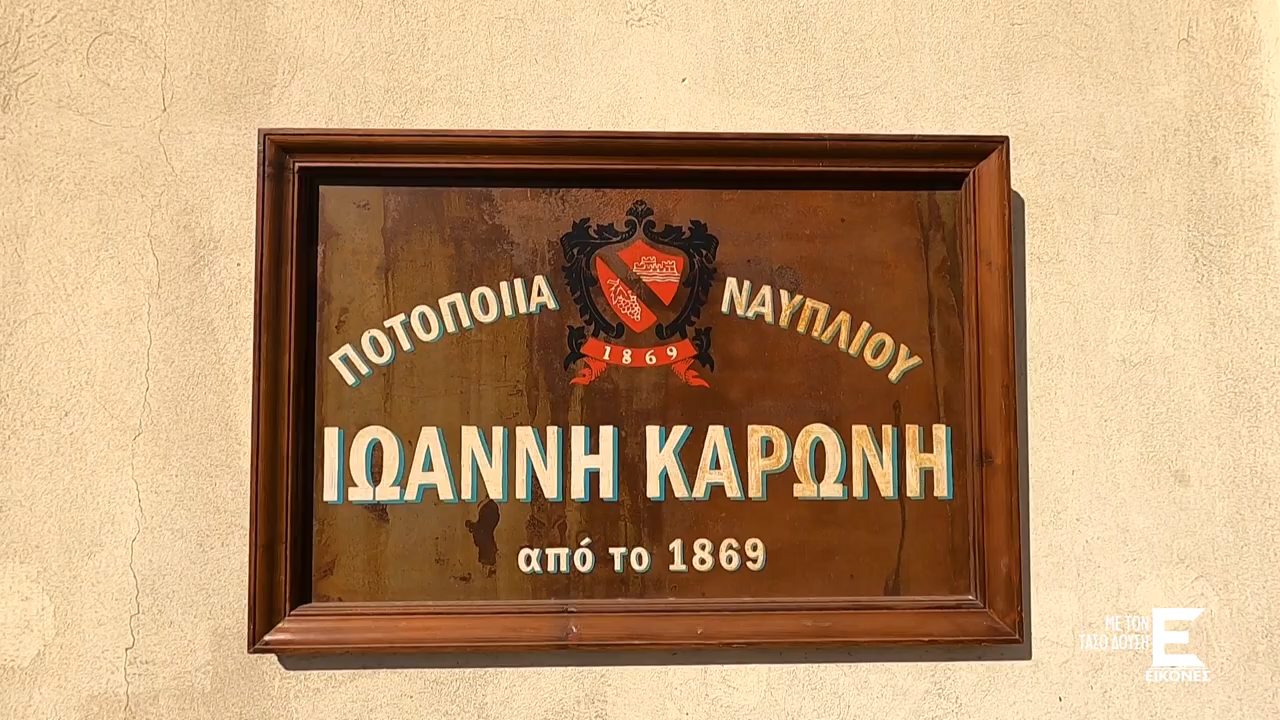 ΠΟΤΟΠΟΙΙΑ ΝΑΥΠΛΙΟΥ
1869
ΙΩΑΝΝΗ ΚΑΡΩΝΗ
από το 1869
ΜΕ ΤΟΝ
ΤΑΣΟ ΔΟΥΣΗ
Ε
ΕΙΚΟΝΕΣ